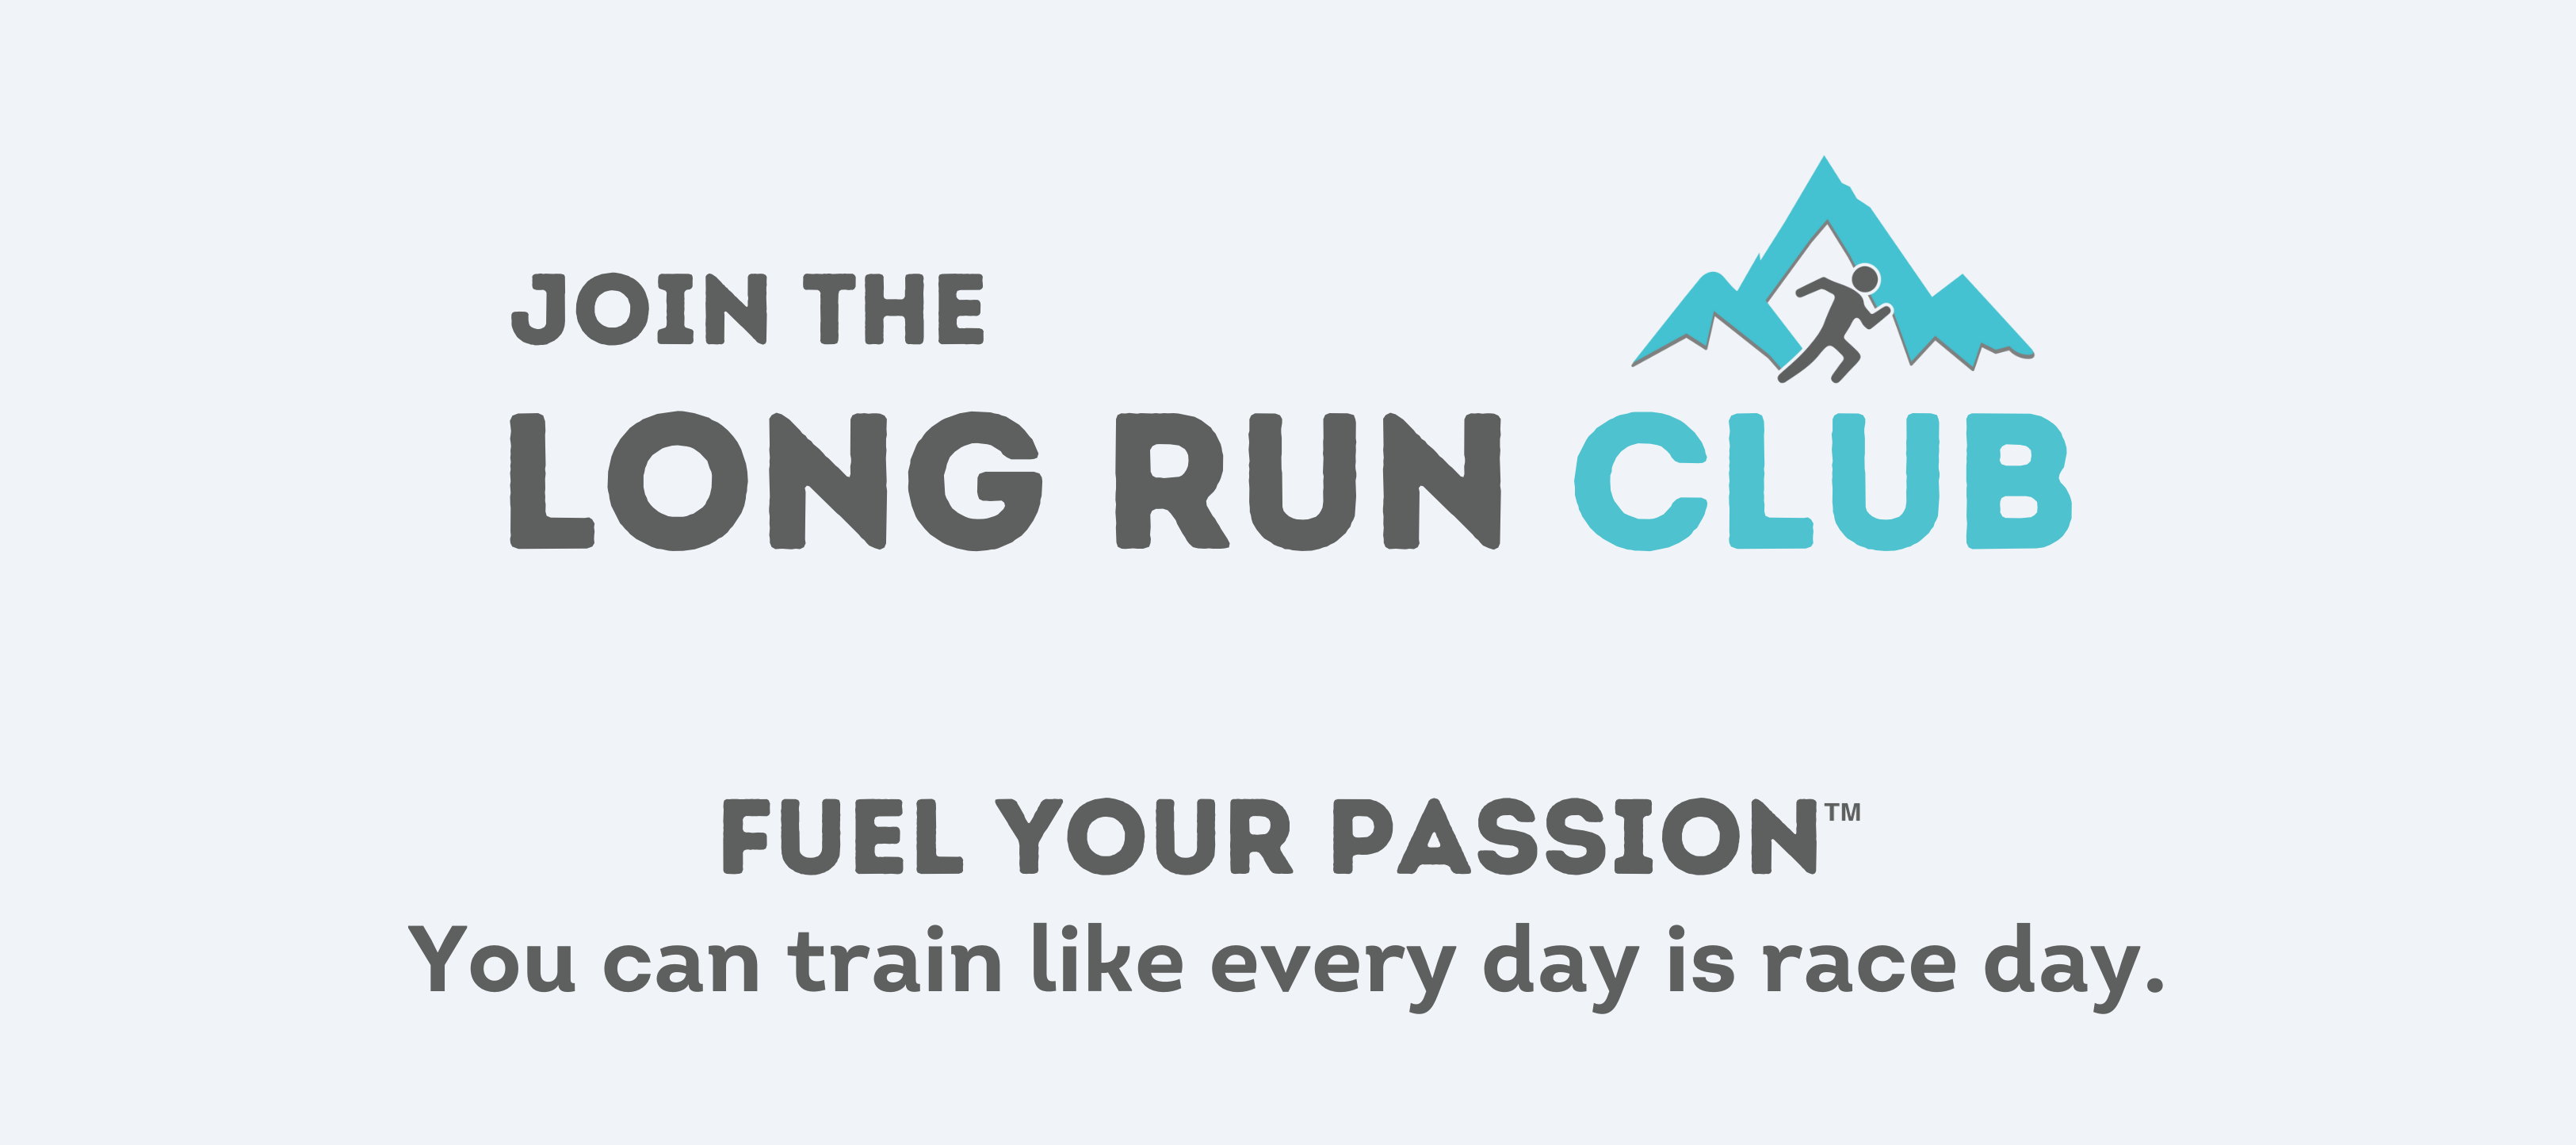 JOIN THE
LONG RUN CLUB
FUEL YOUR PASSION™
You can train like every day is race day.